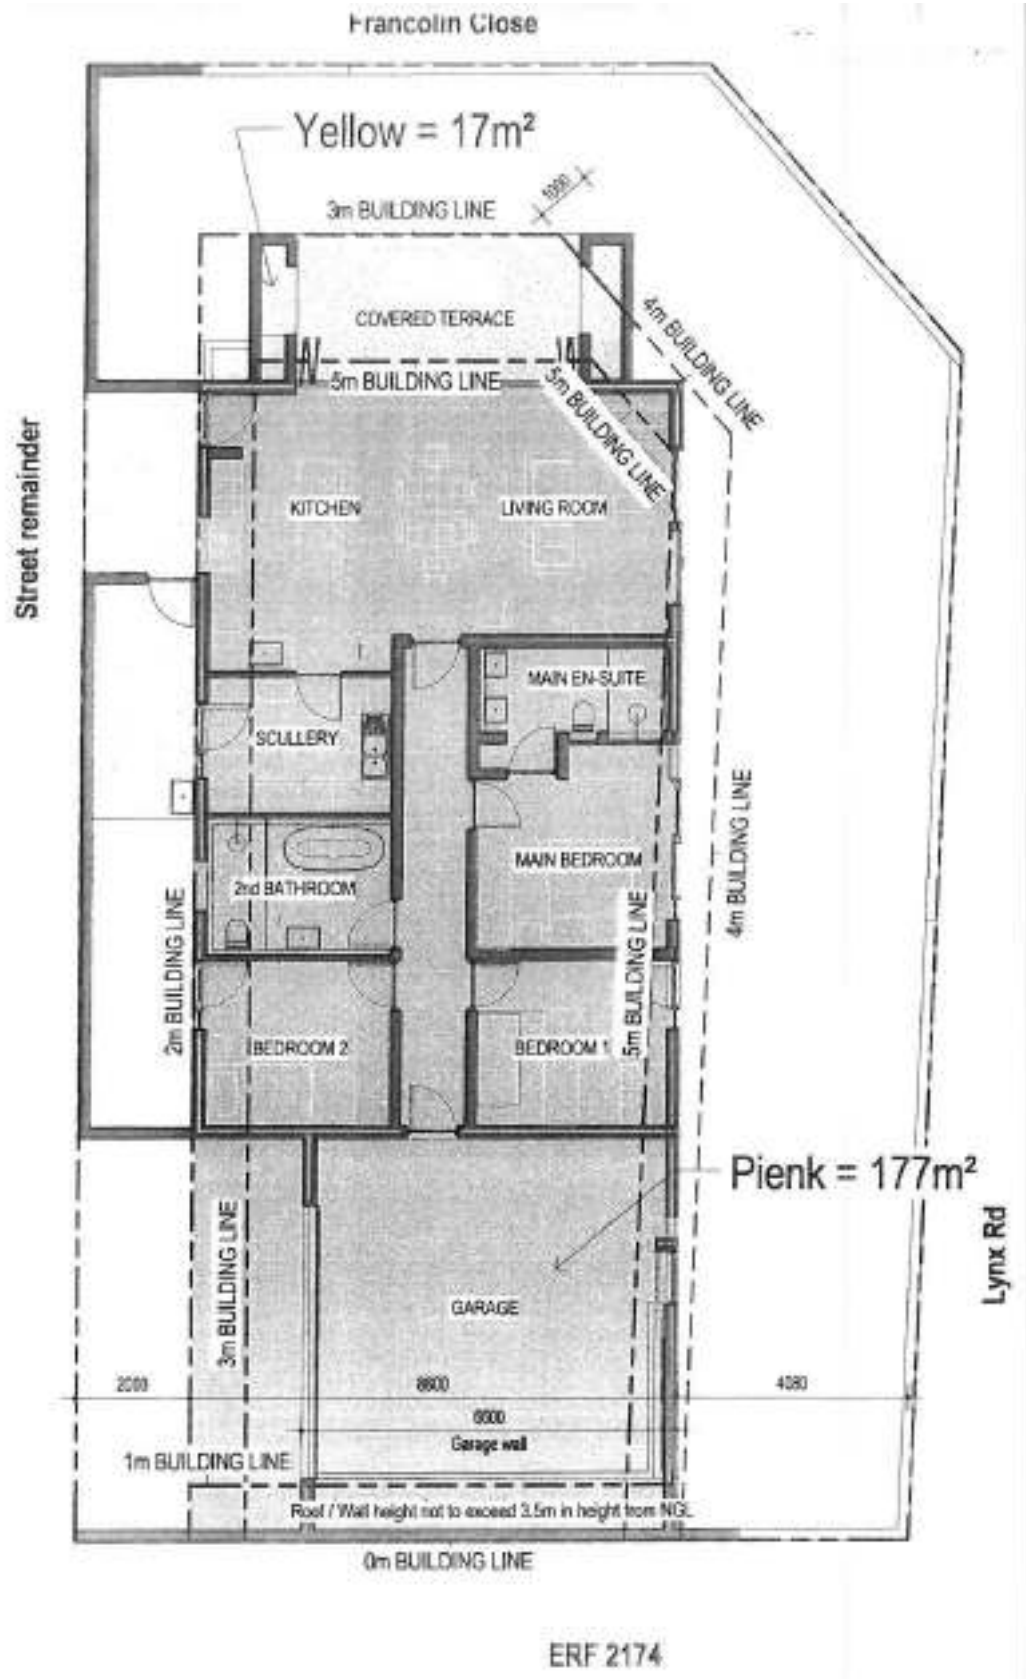 Francolin Close
Yellow = 17m²
1000
3m BUILDING LINE
4m BUILDING LINE
COVERED TERRACE
5m BUILDING LINE
5m BUILDING LINE
Street remainder
KITCHEN
LIVING ROOM
MAIN EN-SUITE
SCULLERY
4m BUILDING LINE
MAIN BEDROOM
2nd BATHROOM
2m BUILDING LINE
5m BUILDING LINE
BEDROOM 2
BEDROOM 1
Pienk = 177m²
3m BUILDING LINE
Lynx Rd
GARAGE
2000
8600
4080
6600
Garage wall
1m BUILDING LINE
Roof / Wall height not to exceed 3.5m in height from NGL
0m BUILDING LINE
ERF 2174